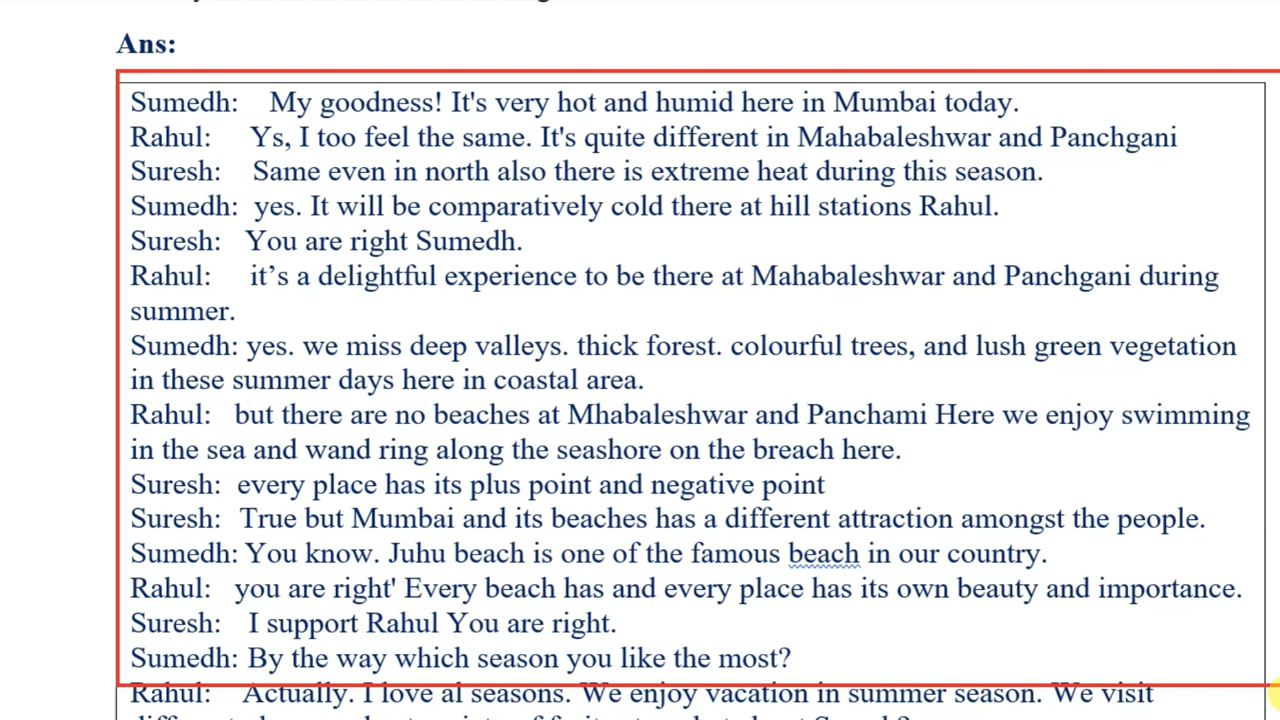 Ans:
Sumedh: My goodness! It's very hot and humid here in Mumbai today.
Rahul: Ys, I too feel the same. It's quite different in Mahabaleshwar and Panchgani
Suresh: Same even in north also there is extreme heat during this season.
Sumedh: yes. It will be comparatively cold there at hill stations Rahul.
Suresh: You are right Sumedh.
Rahul: it’s a delightful experience to be there at Mahabaleshwar and Panchgani during
summer.
Sumedh: yes. we miss deep valleys. thick forest. colourful trees, and lush green vegetation
in these summer days here in coastal area.
Rahul: but there are no beaches at Mhabaleshwar and Panchami Here we enjoy swimming
in the sea and wand ring along the seashore on the breach here.
Suresh: every place has its plus point and negative point
Suresh: True but Mumbai and its beaches has a different attraction amongst the people.
Sumedh: You know. Juhu beach is one of the famous beach in our country.
Rahul: you are right' Every beach has and every place has its own beauty and importance.
Suresh: I support Rahul You are right.
Sumedh: By the way which season you like the most?
Rahul: Actually. I love al seasons. We enjoy vacation in summer season. We visit